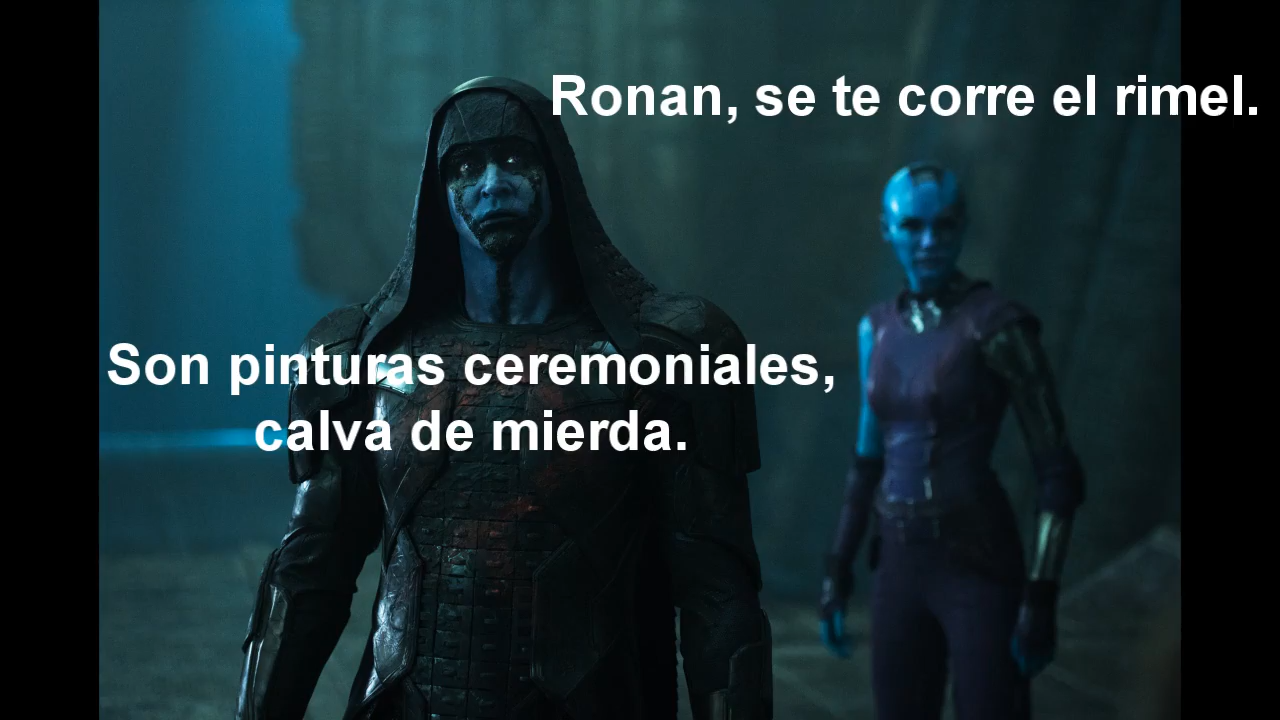 Ronan, se te corre el rimel.
Son pinturas ceremoniales,
calva de mierda.